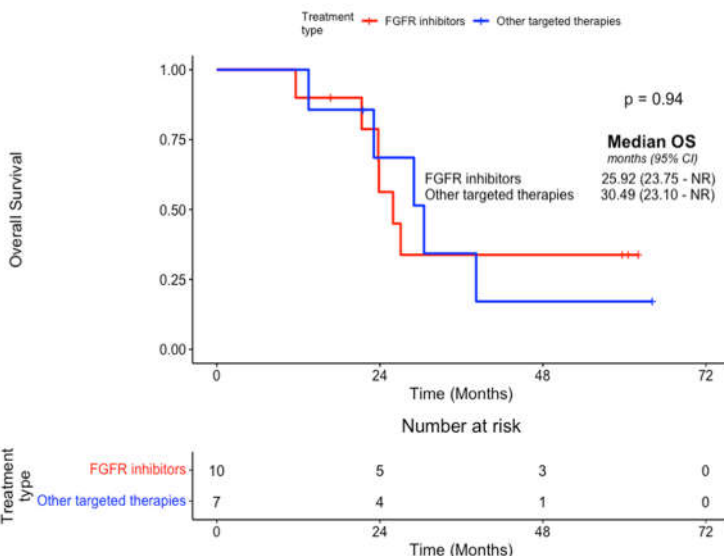 Treatment type FGFR inhibitors Other targeted therapies
Overall Survival
1.00
0.75
0.50
0.25
0.00
p = 0.94
Median OS
months (95% CI)
FGFR inhibitors 25.92 (23.75 - NR)
Other targeted therapies 30.49 (23.10 - NR)
0 24 48 72
Time (Months)
Number at risk
Treatment type
FGFR inhibitors 10 5 3 0
Other targeted therapies 7 4 1 0
0 24 48 72
Time (Months)